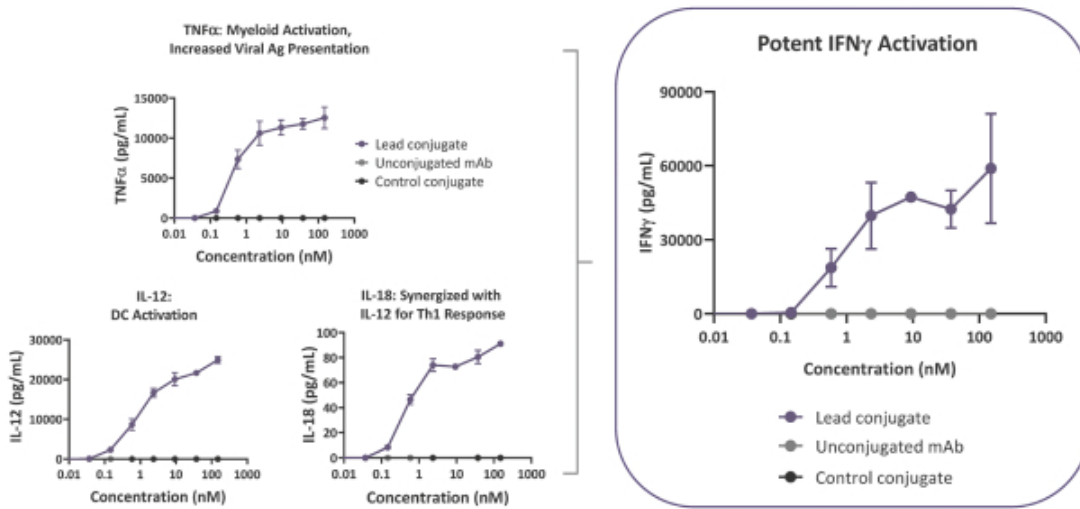 TNFα: Myeloid Activation,
Increased Viral Ag Presentation
TNFα (pg/mL)
15000
10000
5000
0
0.01 0.1 1 10 100 1000
Concentration (nM)
Lead conjugate
Unconjugated mAb
Control conjugate
IL-12:
DC Activation
IL-12 (pg/mL)
30000
20000
10000
0
0.01 0.1 1 10 100 1000
Concentration (nM)
IL-18: Synergized with
IL-12 for Th1 Response
IL-18 (pg/mL)
100
80
60
40
20
0
0.01 0.1 1 10 100 1000
Concentration (nM)
Potent IFNγ Activation
IFNγ (pg/mL)
90000
60000
30000
0
0.01 0.1 1 10 100 1000
Concentration (nM)
Lead conjugate
Unconjugated mAb
Control conjugate